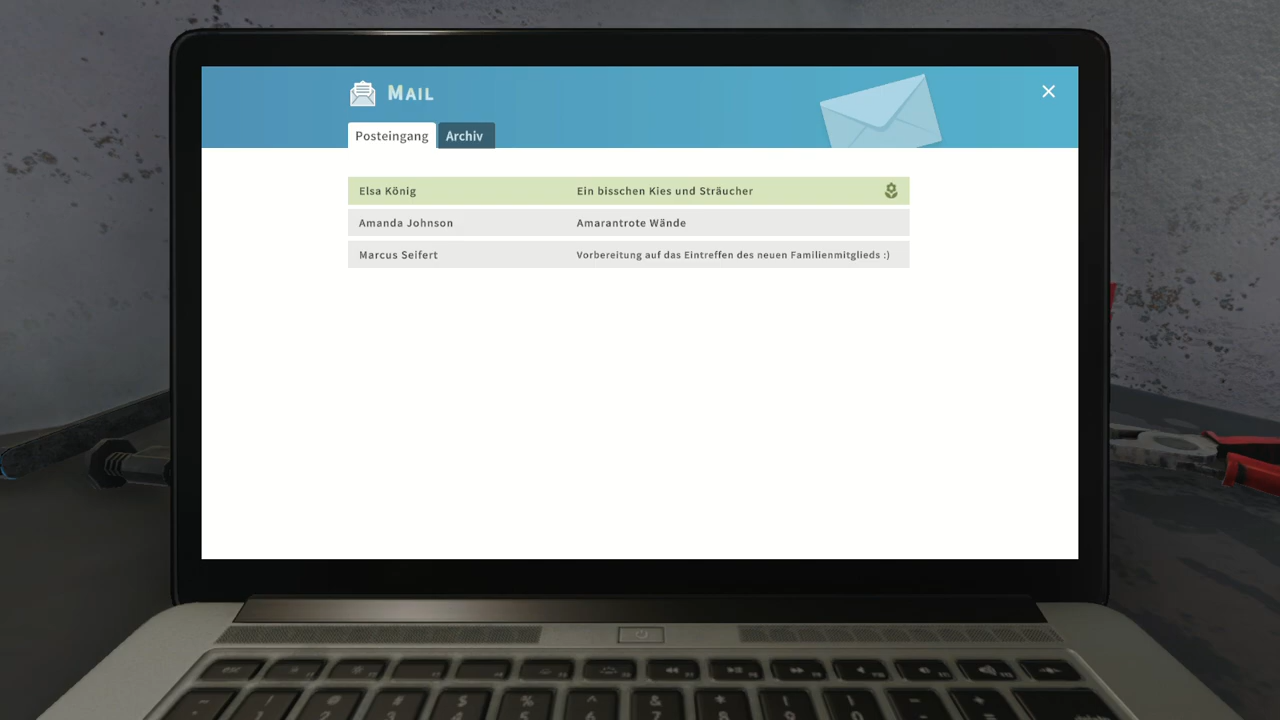 Mail
Posteingang Archiv
Elsa König Ein bisschen Kies und Sträucher
Amanda Johnson Amarantrote Wände
Marcus Seifert Vorbereitung auf das Eintreffen des neuen Familienmitglieds :)